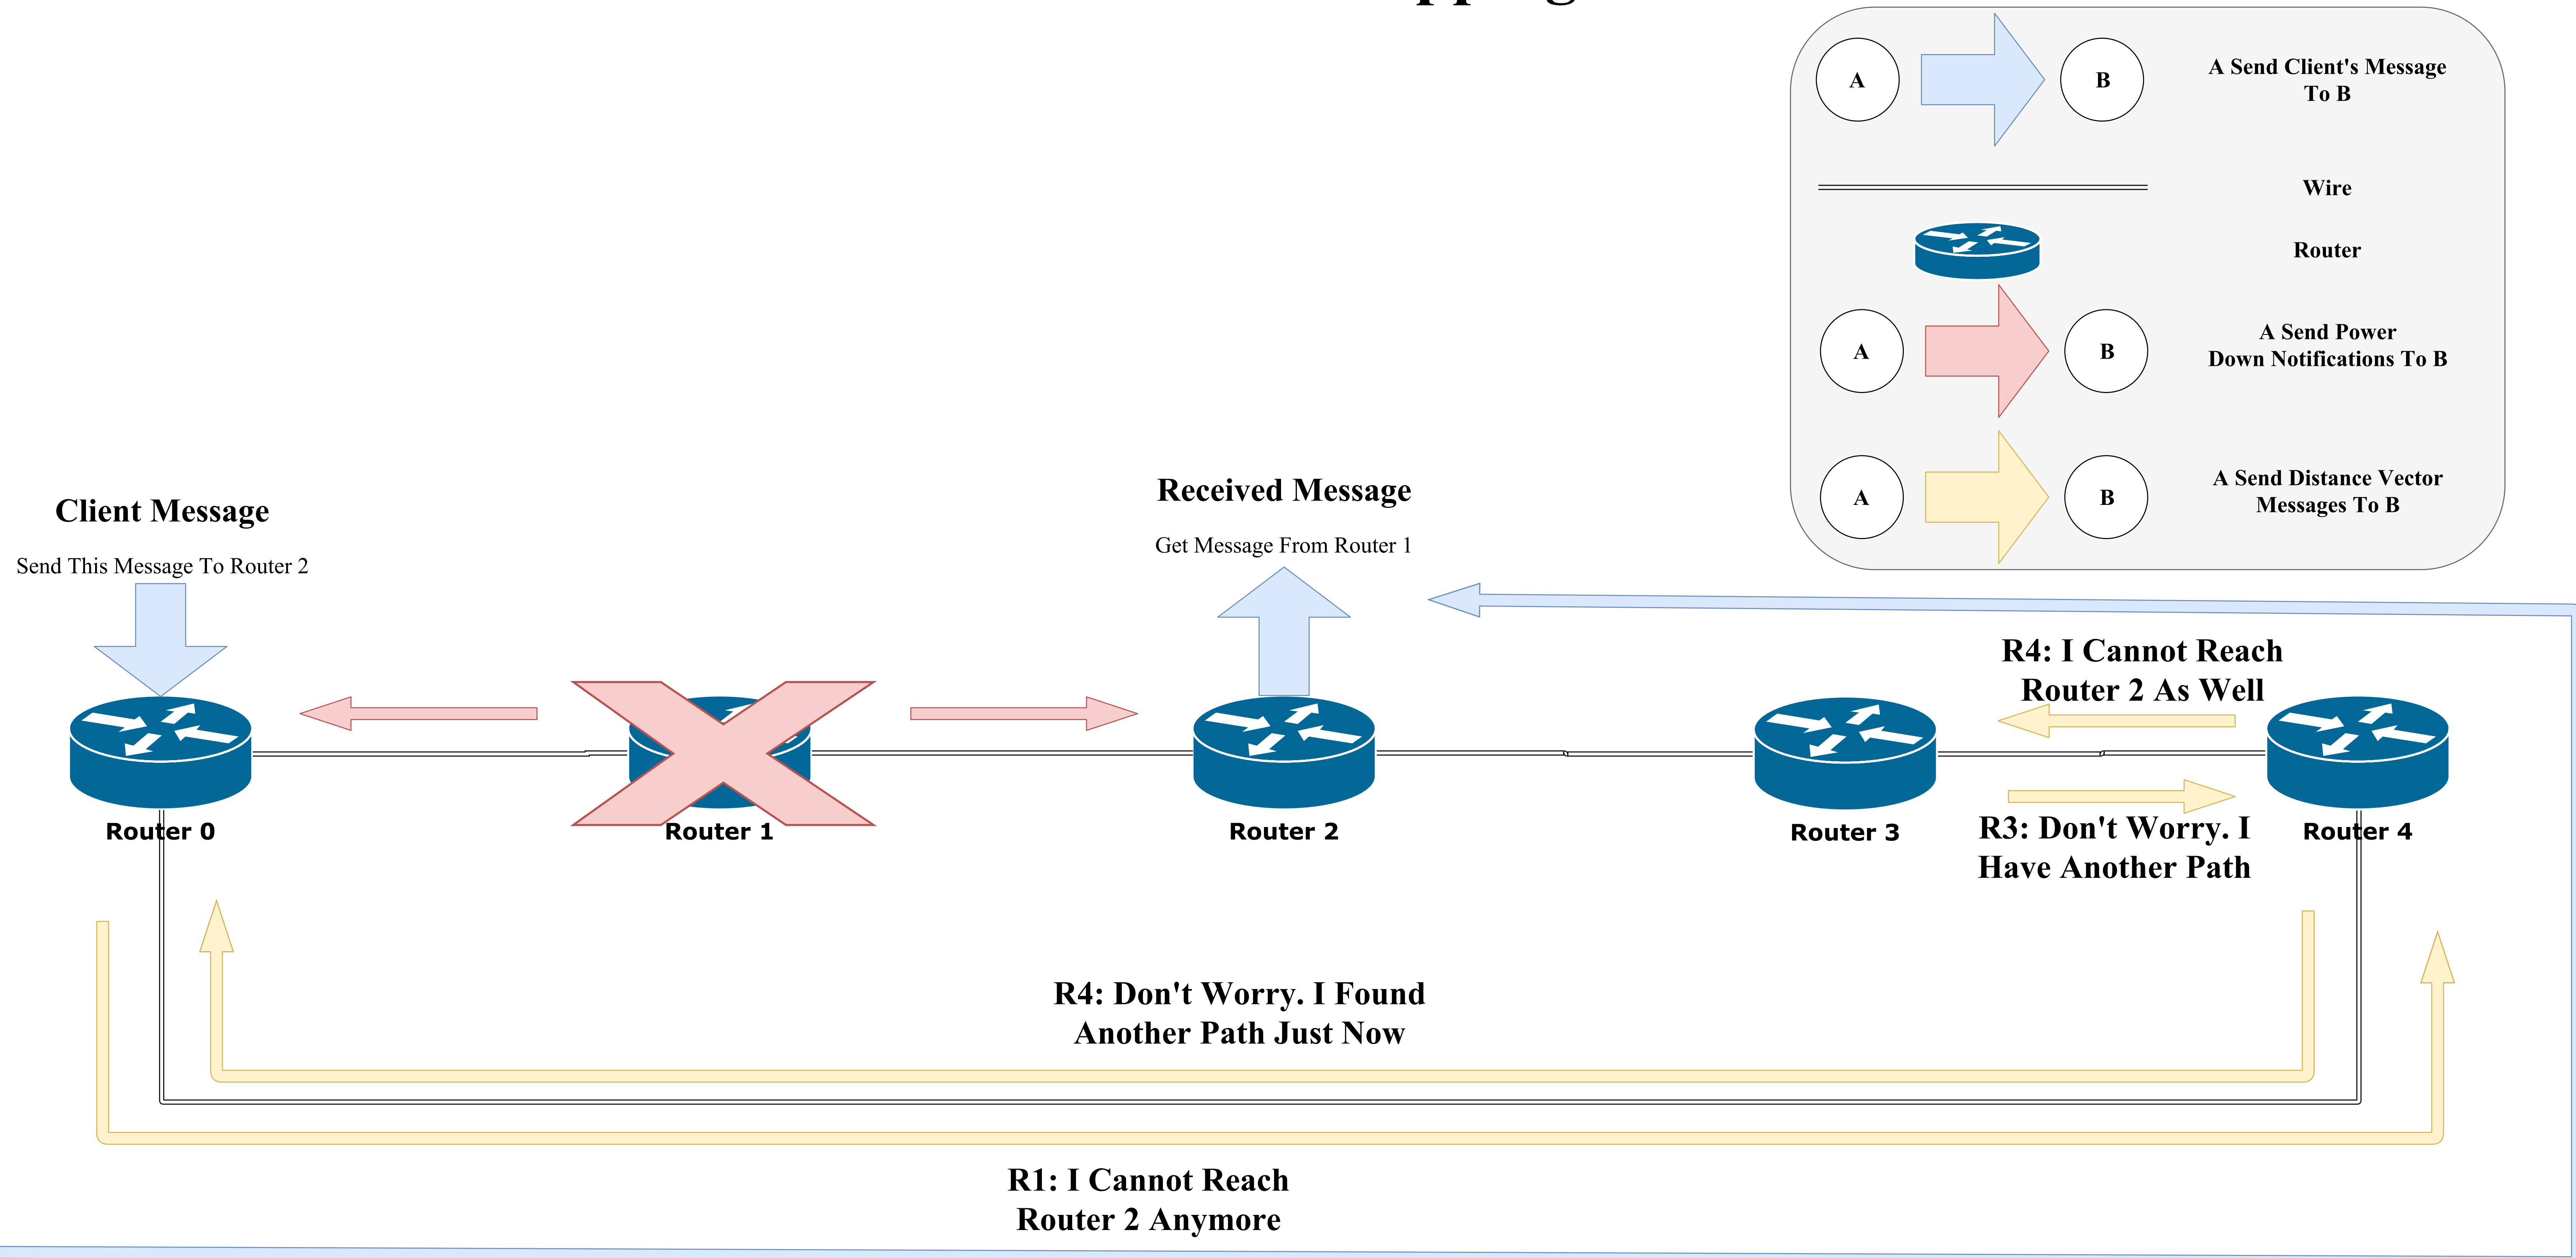 A
B
A Send Client's Message
To B
Wire
Router
A
B
A Send Power
Down Notifications To B
A
B
A Send Distance Vector
Messages To B
Client Message
Send This Message To Router 2
Received Message
Get Message From Router 1
R4: I Cannot Reach
Router 2 As Well
Router 0
Router 1
Router 2
Router 3
Router 4
R3: Don't Worry. I
Have Another Path
R4: Don't Worry. I Found
Another Path Just Now
R1: I Cannot Reach
Router 2 Anymore